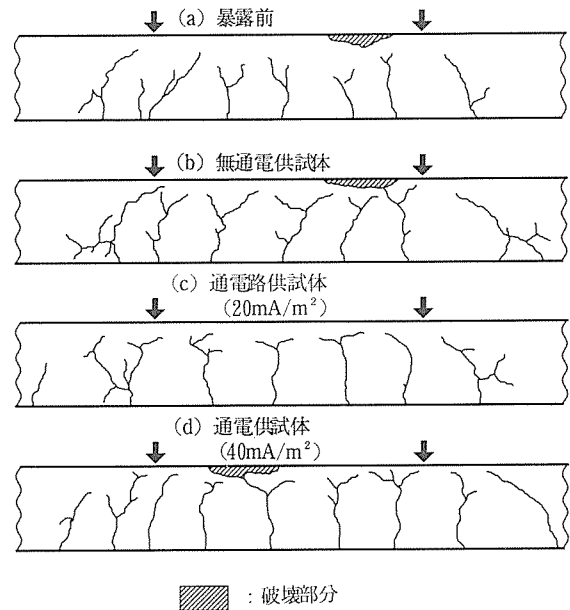 (a) 暴露前
(b) 無通電供試体
(c) 通電路供試体
(20mA/m²)
(d) 通電供試体
(40mA/m²)
: 破壊部分